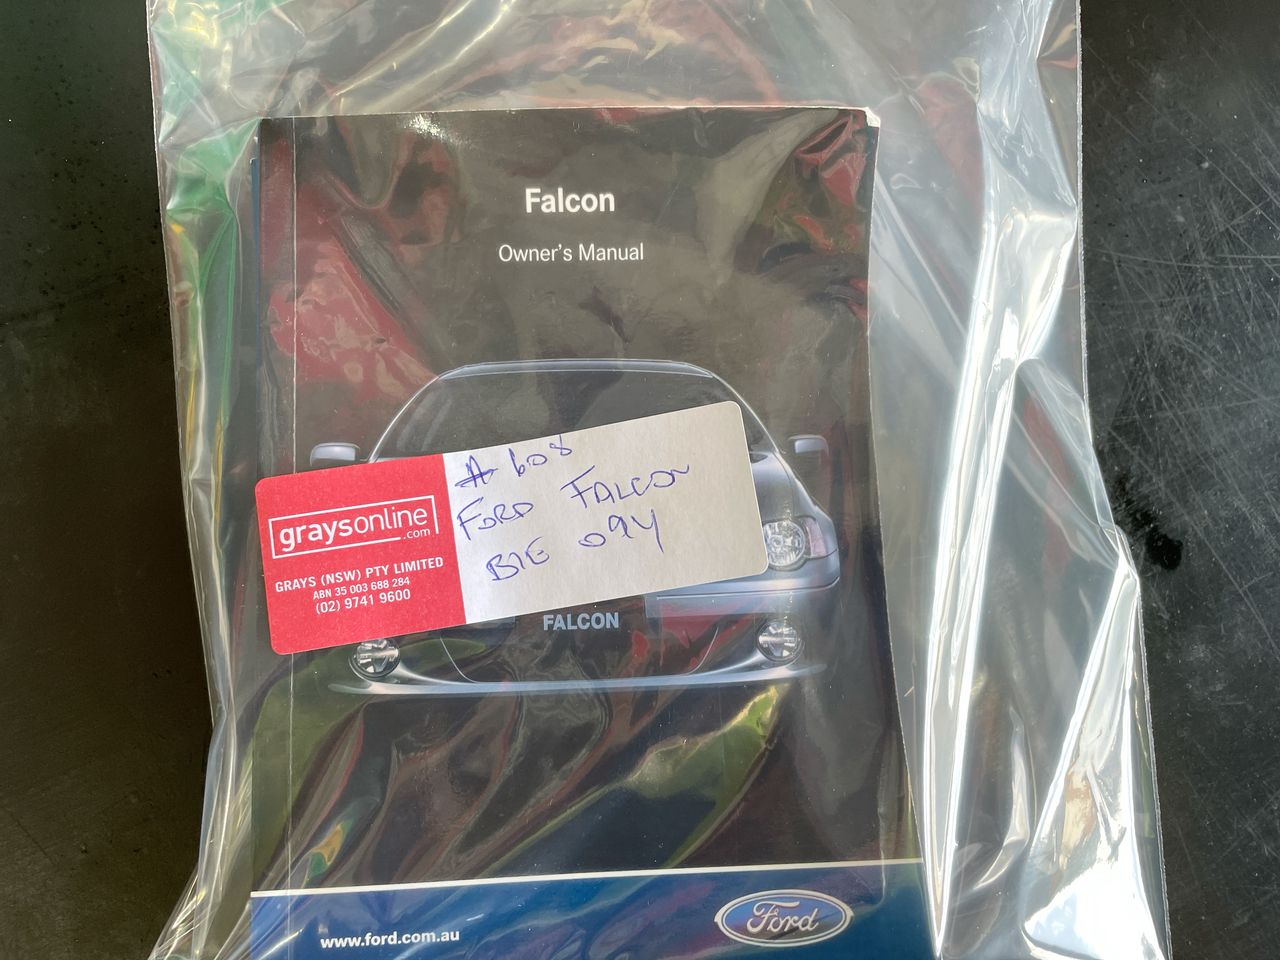 Falcon
Owner's Manual
# 608
FORD FALCON
BIE 094
graysonline
.com
GRAYS (NSW) PTY LIMITED
ABN 35 003 688 284
(02) 9741 9600
FALCON
www.ford.com.au
Ford